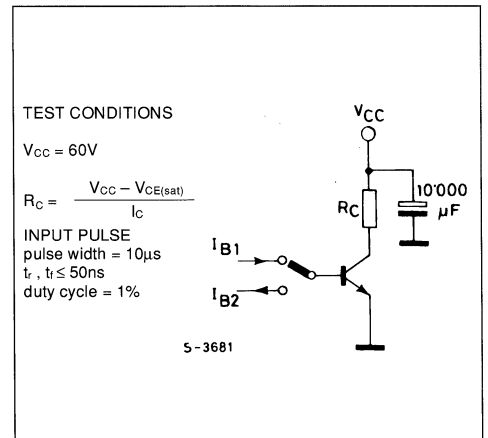 TEST CONDITIONS
VCC = 60V
RC = VCC – VCE(sat)
IC
INPUT PULSE
pulse width = 10μs
tr , tf ≤ 50ns
duty cycle = 1%
VCC
RC
10'000
μF
IB1
IB2
S-3681